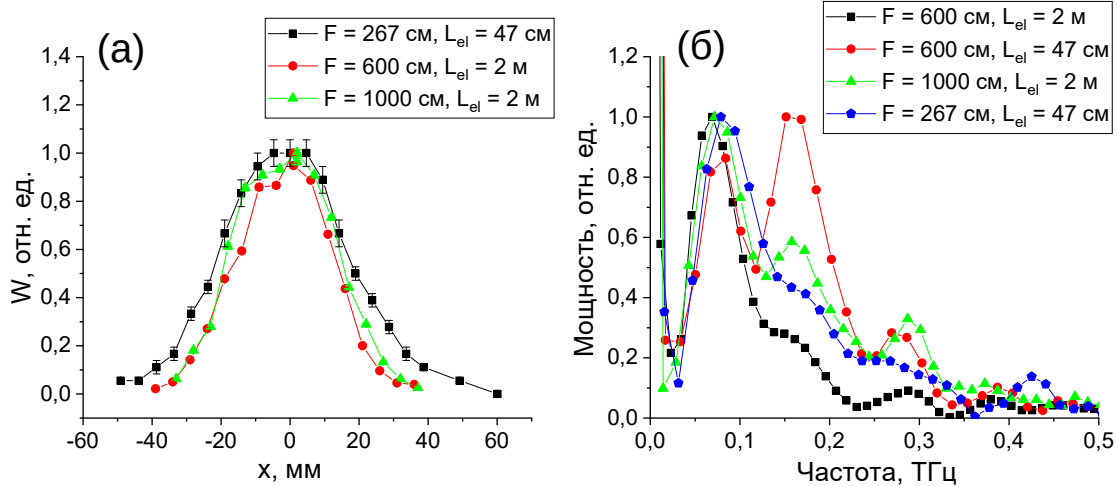 (а)
F = 267 см, L_el = 47 см
F = 600 см, L_el = 2 м
F = 1000 см, L_el = 2 м
1,4
1,2
1,0
0,8
0,6
0,4
0,2
0,0
W, отн. ед.
-60 -40 -20 0 20 40 60
x, мм
(б)
F = 600 см, L_el = 2 м
F = 600 см, L_el = 47 см
F = 1000 см, L_el = 2 м
F = 267 см, L_el = 47 см
1,2
1,0
0,8
0,6
0,4
0,2
0,0
Мощность, отн. ед.
0,0 0,1 0,2 0,3 0,4 0,5
Частота, ТГц